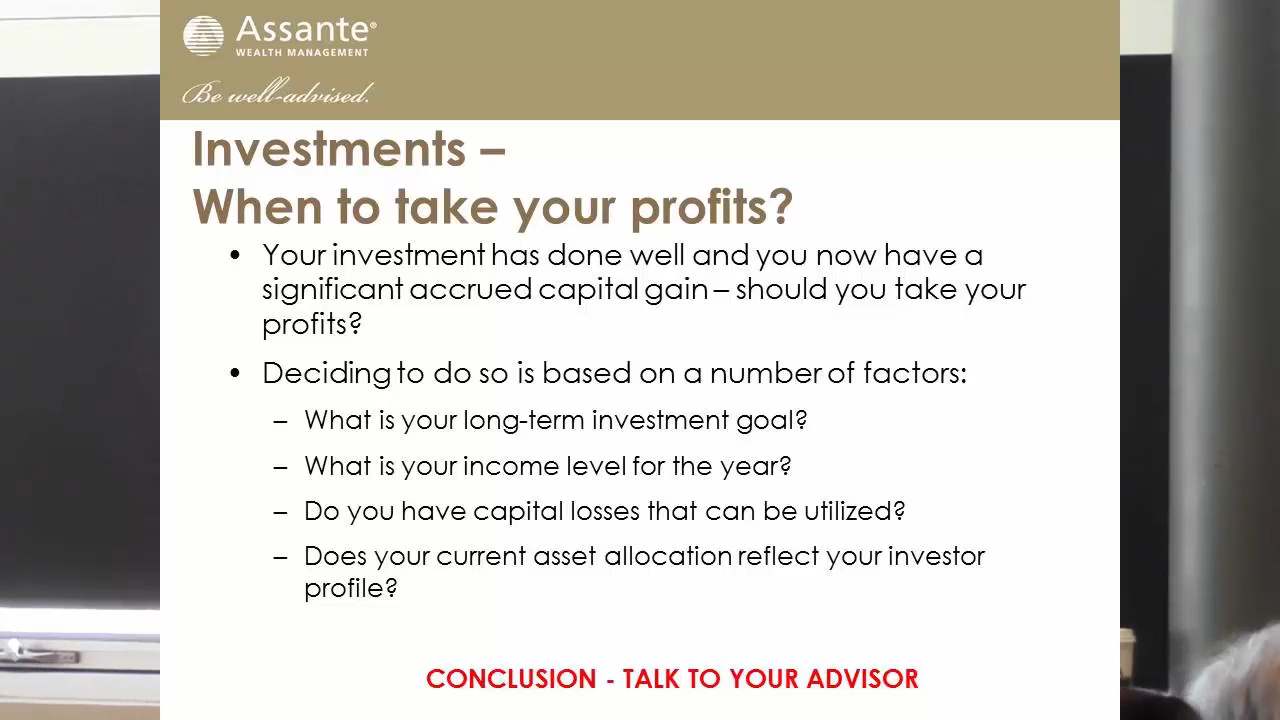 Assante®
WEALTH MANAGEMENT
Be well-advised.
Investments –
When to take your profits?
• Your investment has done well and you now have a
significant accrued capital gain – should you take your
profits?
• Deciding to do so is based on a number of factors:
– What is your long-term investment goal?
– What is your income level for the year?
– Do you have capital losses that can be utilized?
– Does your current asset allocation reflect your investor
profile?
CONCLUSION - TALK TO YOUR ADVISOR